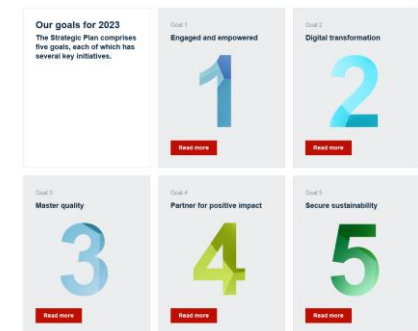 Our goals for 2023
The Strategic Plan comprises
five goals, each of which has
several key initiatives.
Goal 1
Engaged and empowered
1
Read more
Goal 2
Digital transformation
2
Read more
Goal 3
Master quality
3
Read more
Goal 4
Partner for positive impact
4
Read more
Goal 5
Secure sustainability
5
Read more